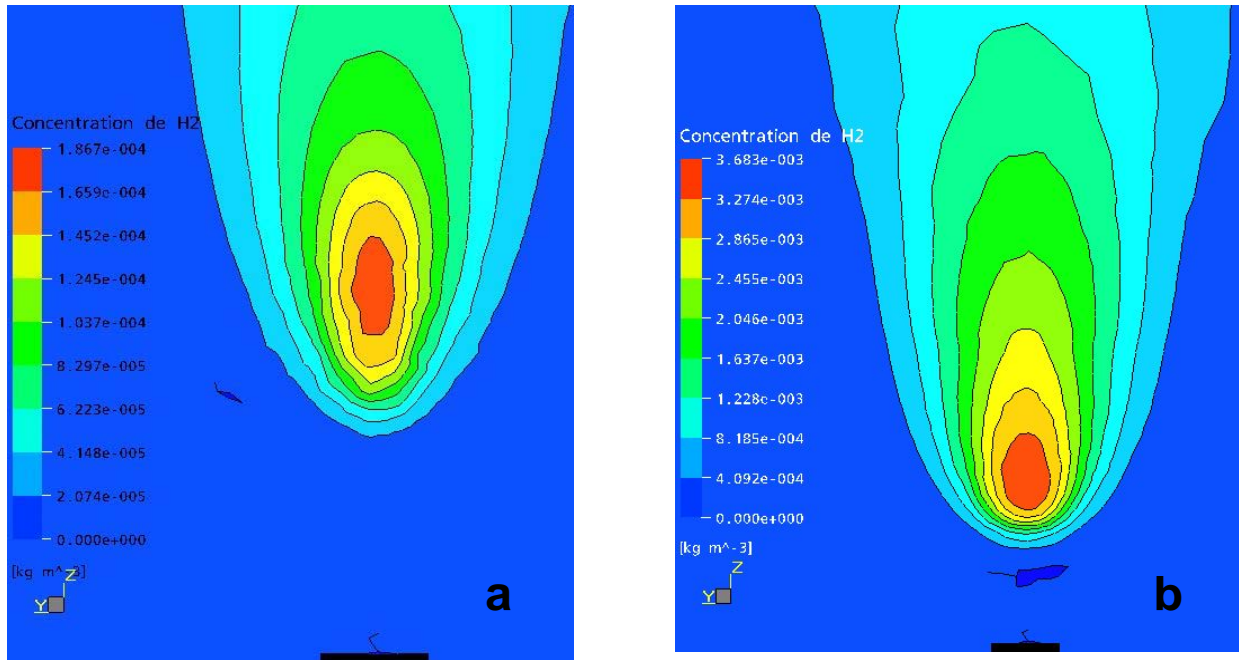 Concentration de H2
1.867e-004
1.659e-004
1.452e-004
1.245e-004
1.037e-004
8.297e-005
6.223e-005
4.148e-005
2.074e-005
0.000e+000
[kg m^-3]
Z
Y
a
Concentration de H2
3.683e-003
3.274e-003
2.865e-003
2.455e-003
2.046e-003
1.637e-003
1.228e-003
8.185e-004
4.092e-004
0.000e+000
[kg m^-3]
Z
Y
b